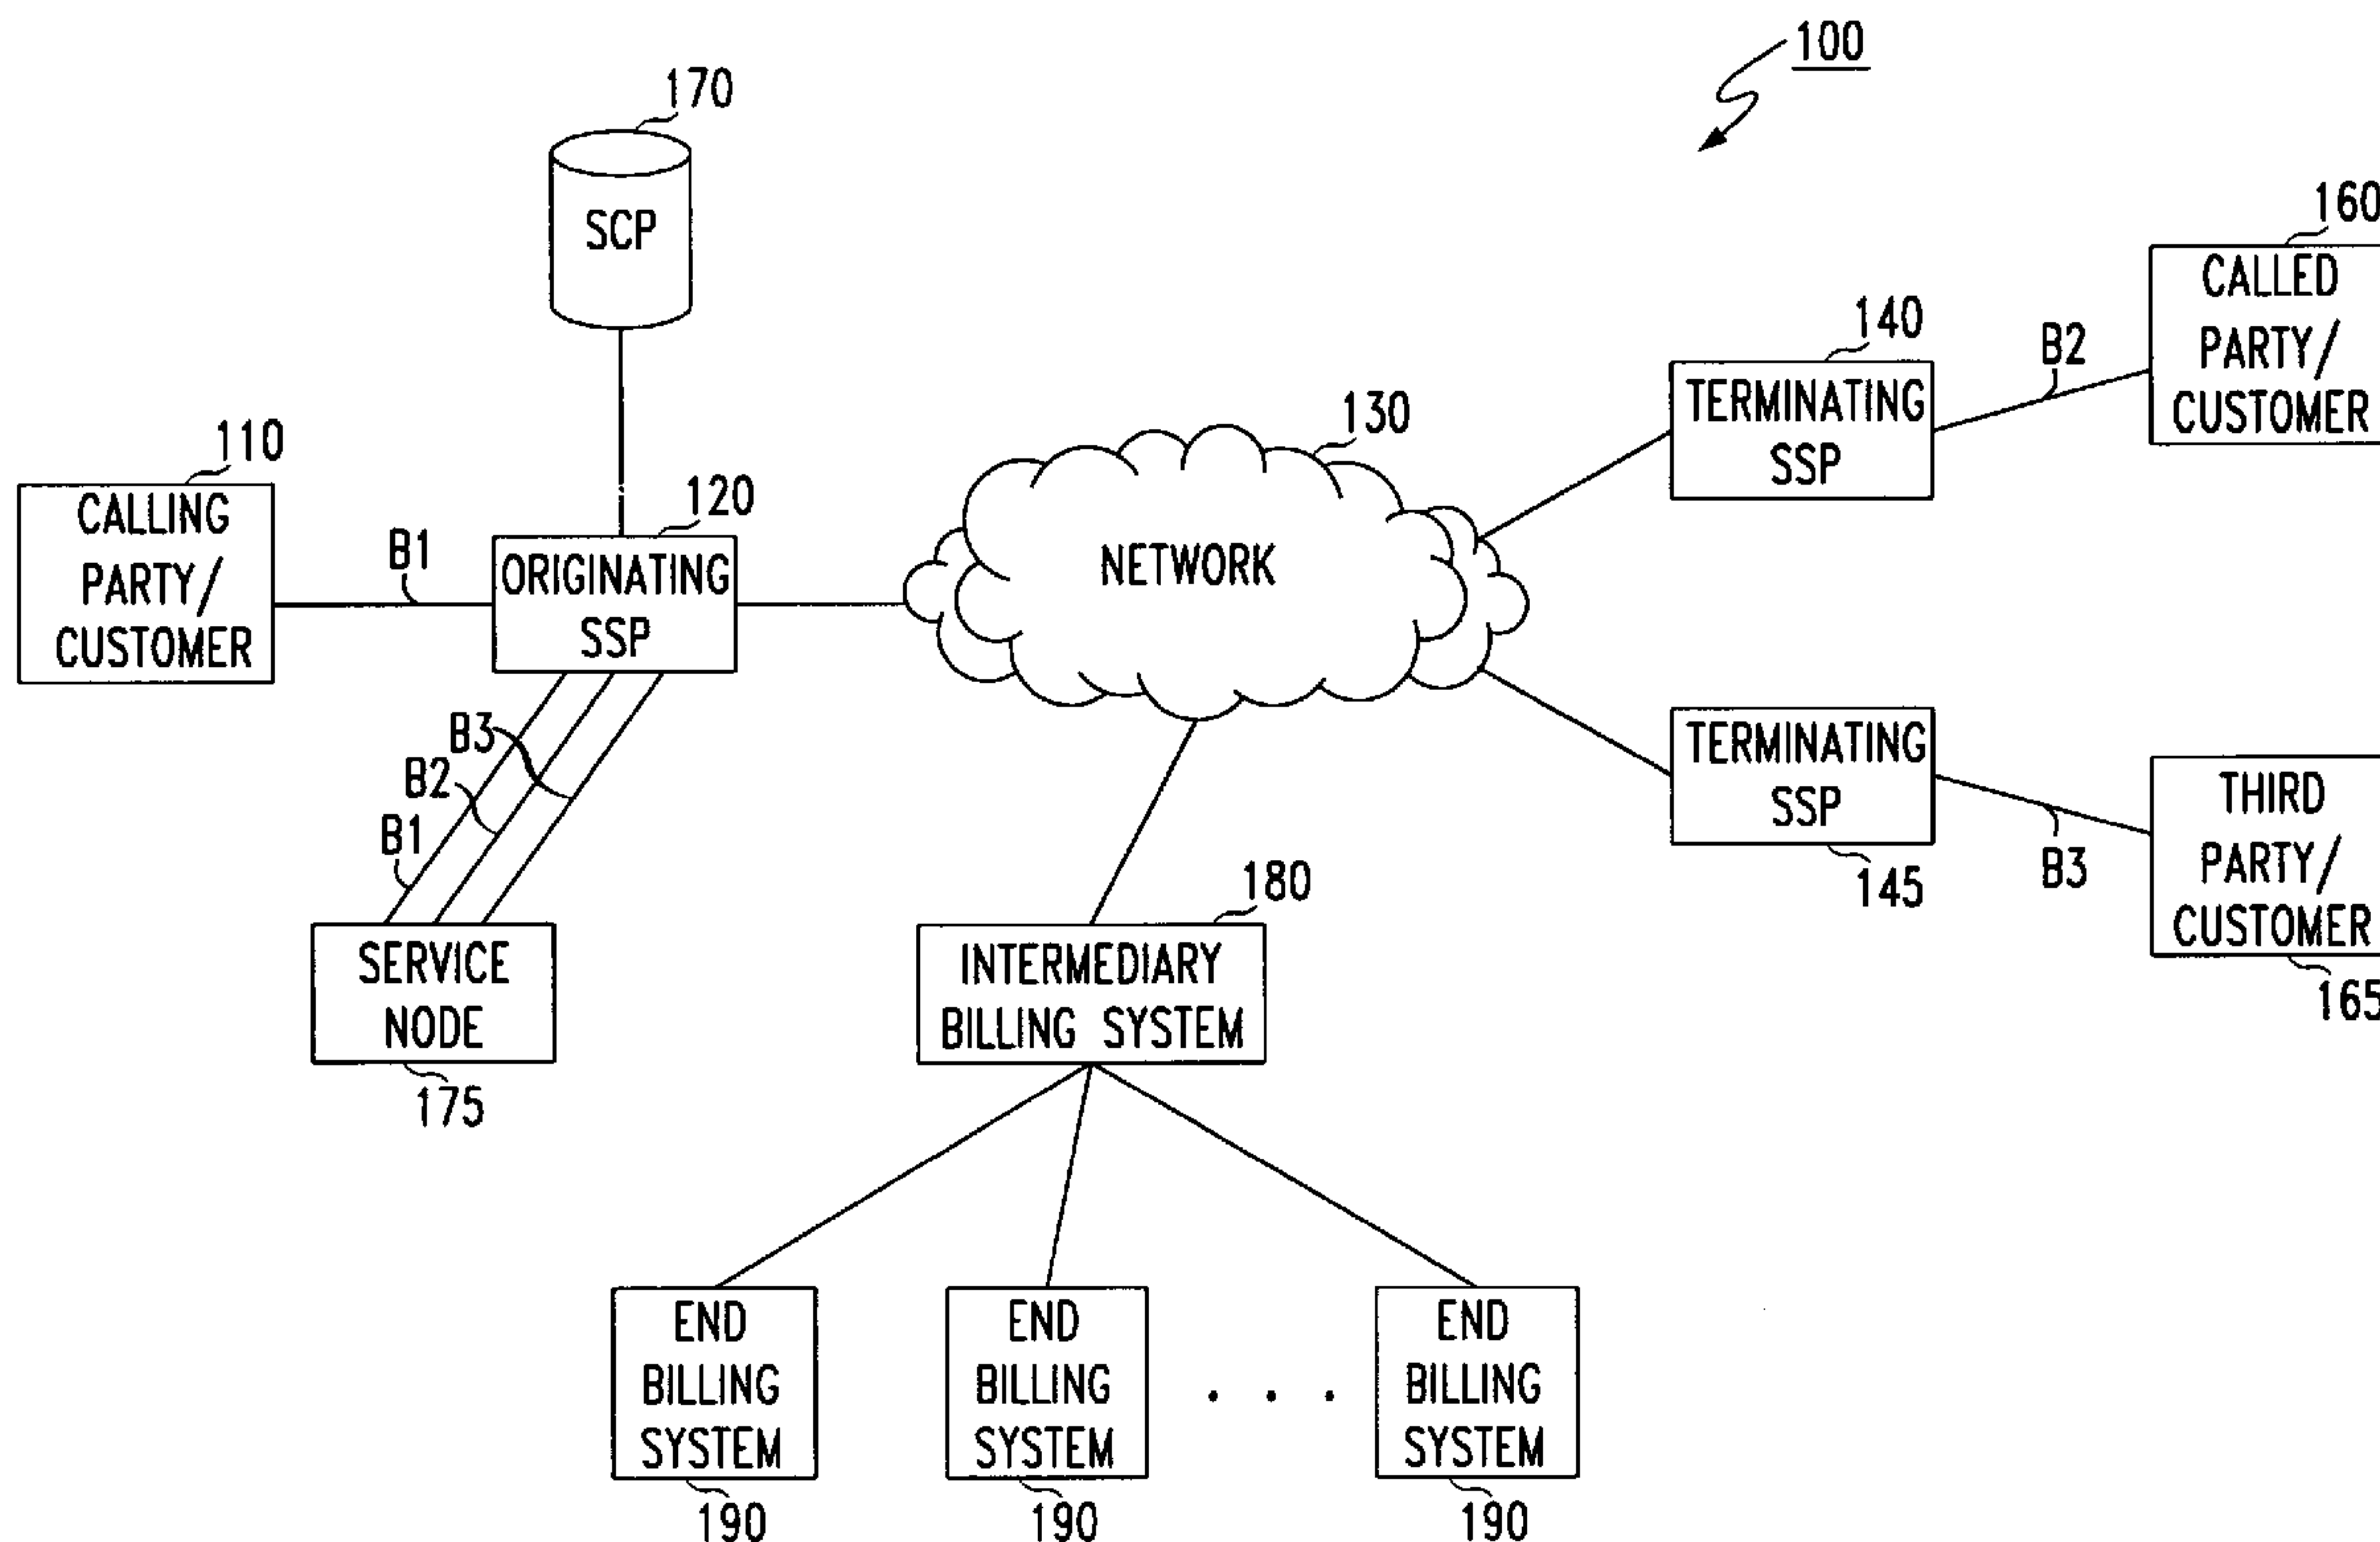 100
170
SCP
160
CALLED
PARTY/
CUSTOMER
140
TERMINATING
SSP
B2
130
NETWORK
110
CALLING
PARTY/
CUSTOMER
B1
120
ORIGINATING
SSP
B3
B2
B1
SERVICE
NODE
175
TERMINATING
SSP
145
B3
THIRD
PARTY/
CUSTOMER
165
180
INTERMEDIARY
BILLING SYSTEM
END
BILLING
SYSTEM
190
END
BILLING
SYSTEM
190
. . .
END
BILLING
SYSTEM
190